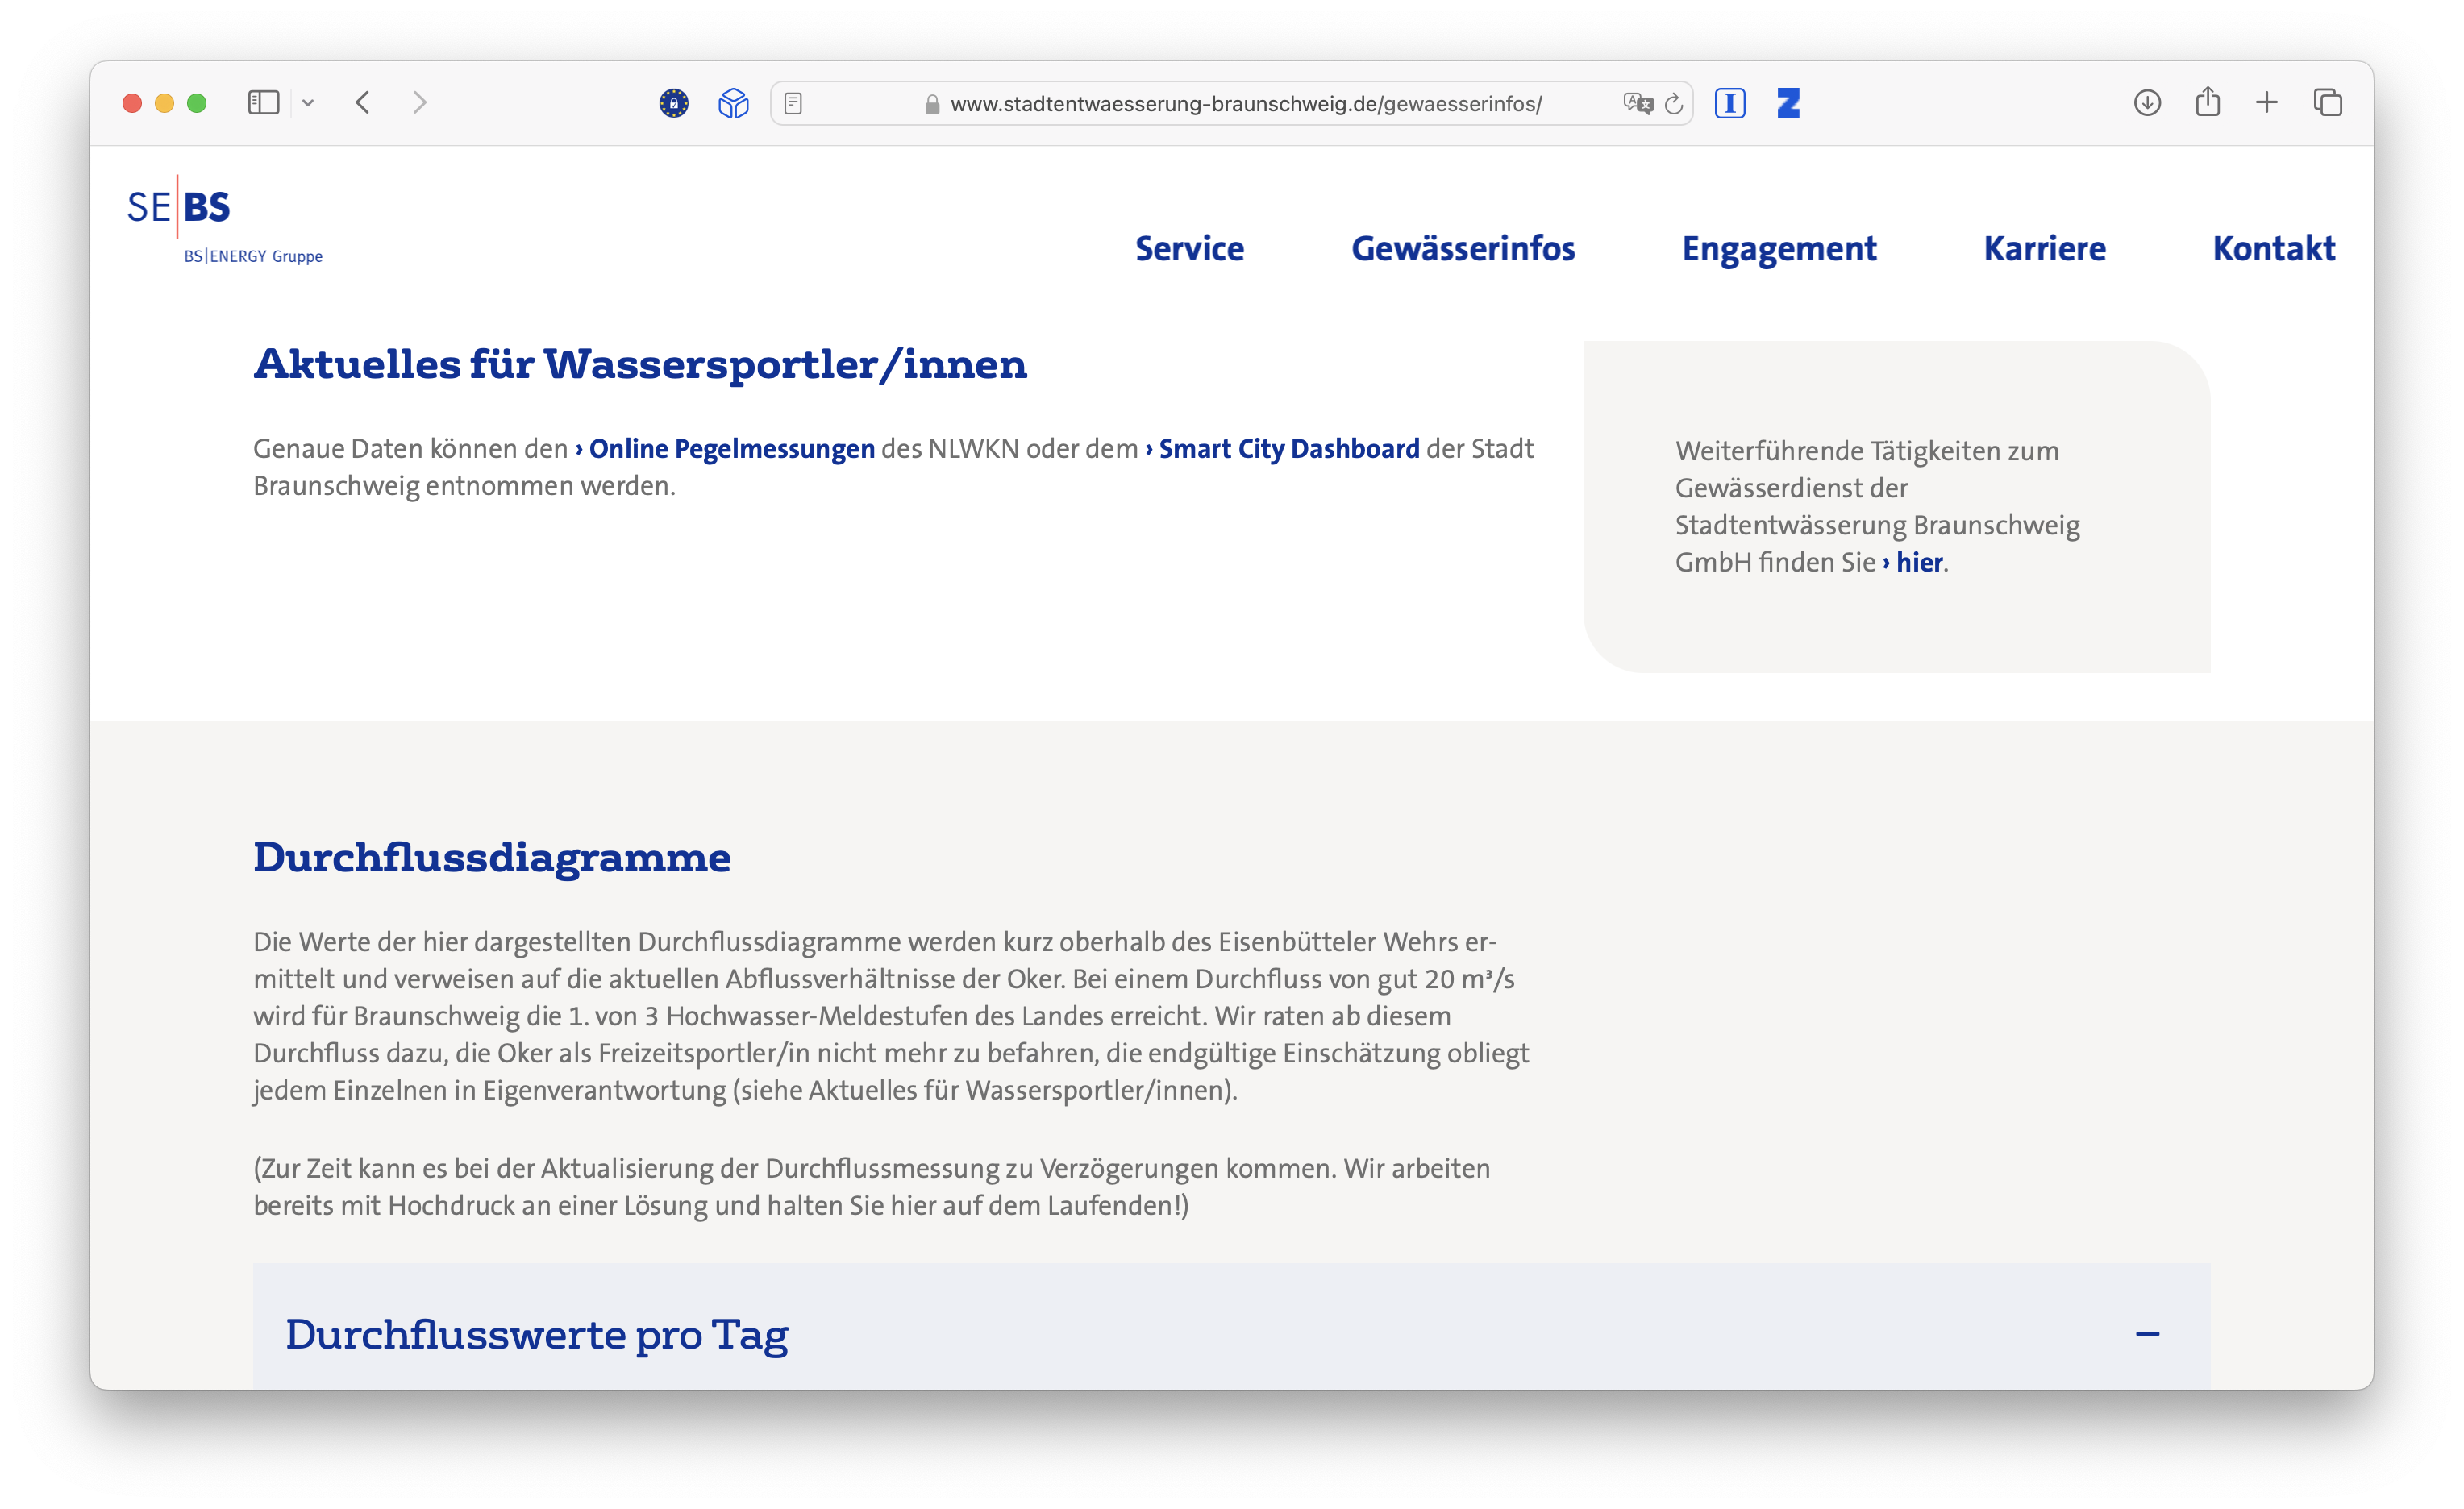 www.stadtentwaesserung-braunschweig.de/gewaesserinfos/
SE BS
BS|ENERGY Gruppe
Service Gewässerinfos Engagement Karriere Kontakt
Aktuelles für Wassersportler/innen
Genaue Daten können den › Online Pegelmessungen des NLWKN oder dem › Smart City Dashboard der Stadt
Braunschweig entnommen werden.
Weiterführende Tätigkeiten zum
Gewässerdienst der
Stadtentwässerung Braunschweig
GmbH finden Sie › hier.
Durchflussdiagramme
Die Werte der hier dargestellten Durchflussdiagramme werden kurz oberhalb des Eisenbütteler Wehrs er-
mittelt und verweisen auf die aktuellen Abflussverhältnisse der Oker. Bei einem Durchfluss von gut 20 m³/s
wird für Braunschweig die 1. von 3 Hochwasser-Meldestufen des Landes erreicht. Wir raten ab diesem
Durchfluss dazu, die Oker als Freizeitsportler/in nicht mehr zu befahren, die endgültige Einschätzung obliegt
jedem Einzelnen in Eigenverantwortung (siehe Aktuelles für Wassersportler/innen).
(Zur Zeit kann es bei der Aktualisierung der Durchflussmessung zu Verzögerungen kommen. Wir arbeiten
bereits mit Hochdruck an einer Lösung und halten Sie hier auf dem Laufenden!)
Durchflusswerte pro Tag